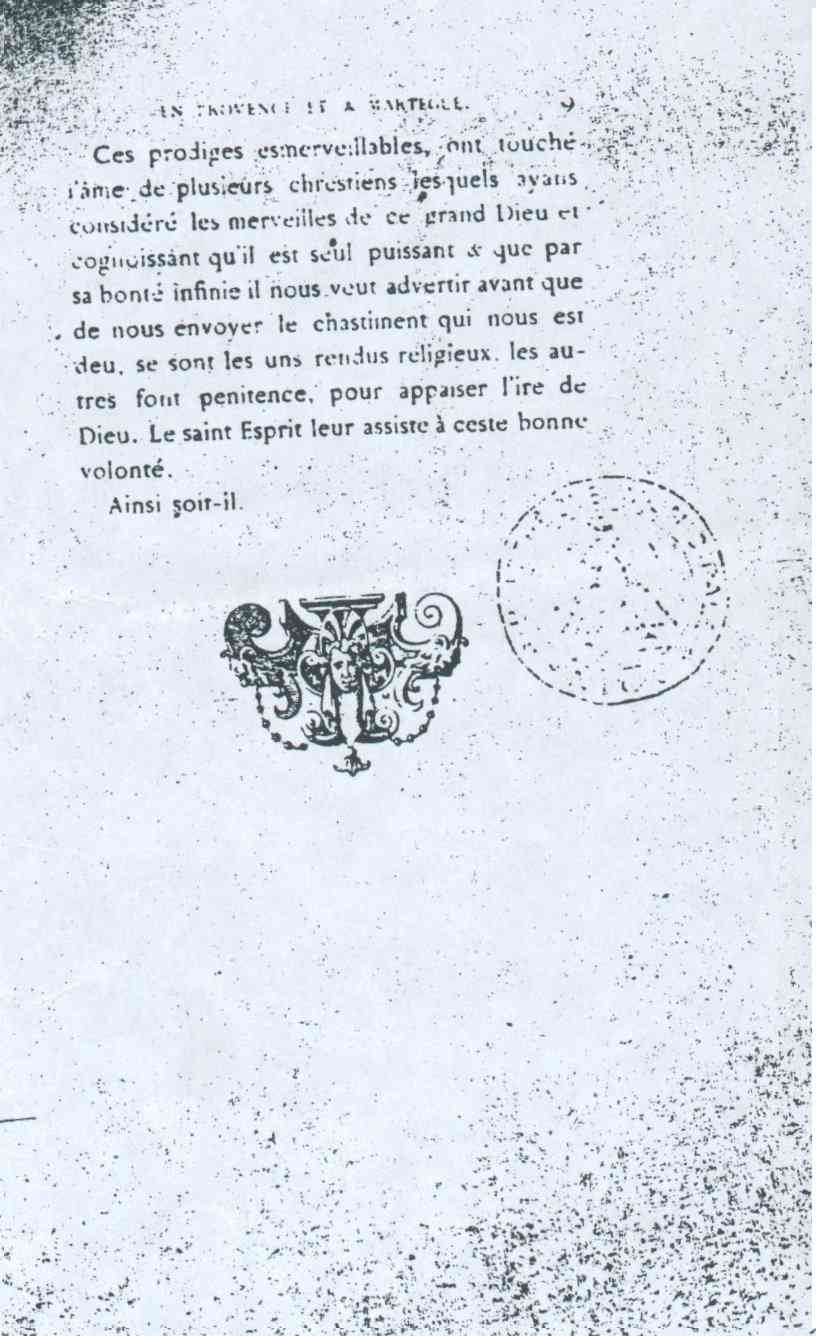 EN PROVENCE ET A MARTEGUE. 9
Ces prodiges esmerveillables, ont touché
l'âme de plusieurs chrestiens lesquels ayans
considéré les merveilles de ce grand Dieu et
cognoissant qu'il est seul puissant & que par
sa bonté infinie il nous veut advertir avant que
de nous envoyer le chastiment qui nous est
deu, se sont les uns rendus religieux, les au-
tres font penitence, pour appaiser l'ire de
Dieu. Le saint Esprit leur assiste à ceste bonne
volonté.
Ainsi soit-il.